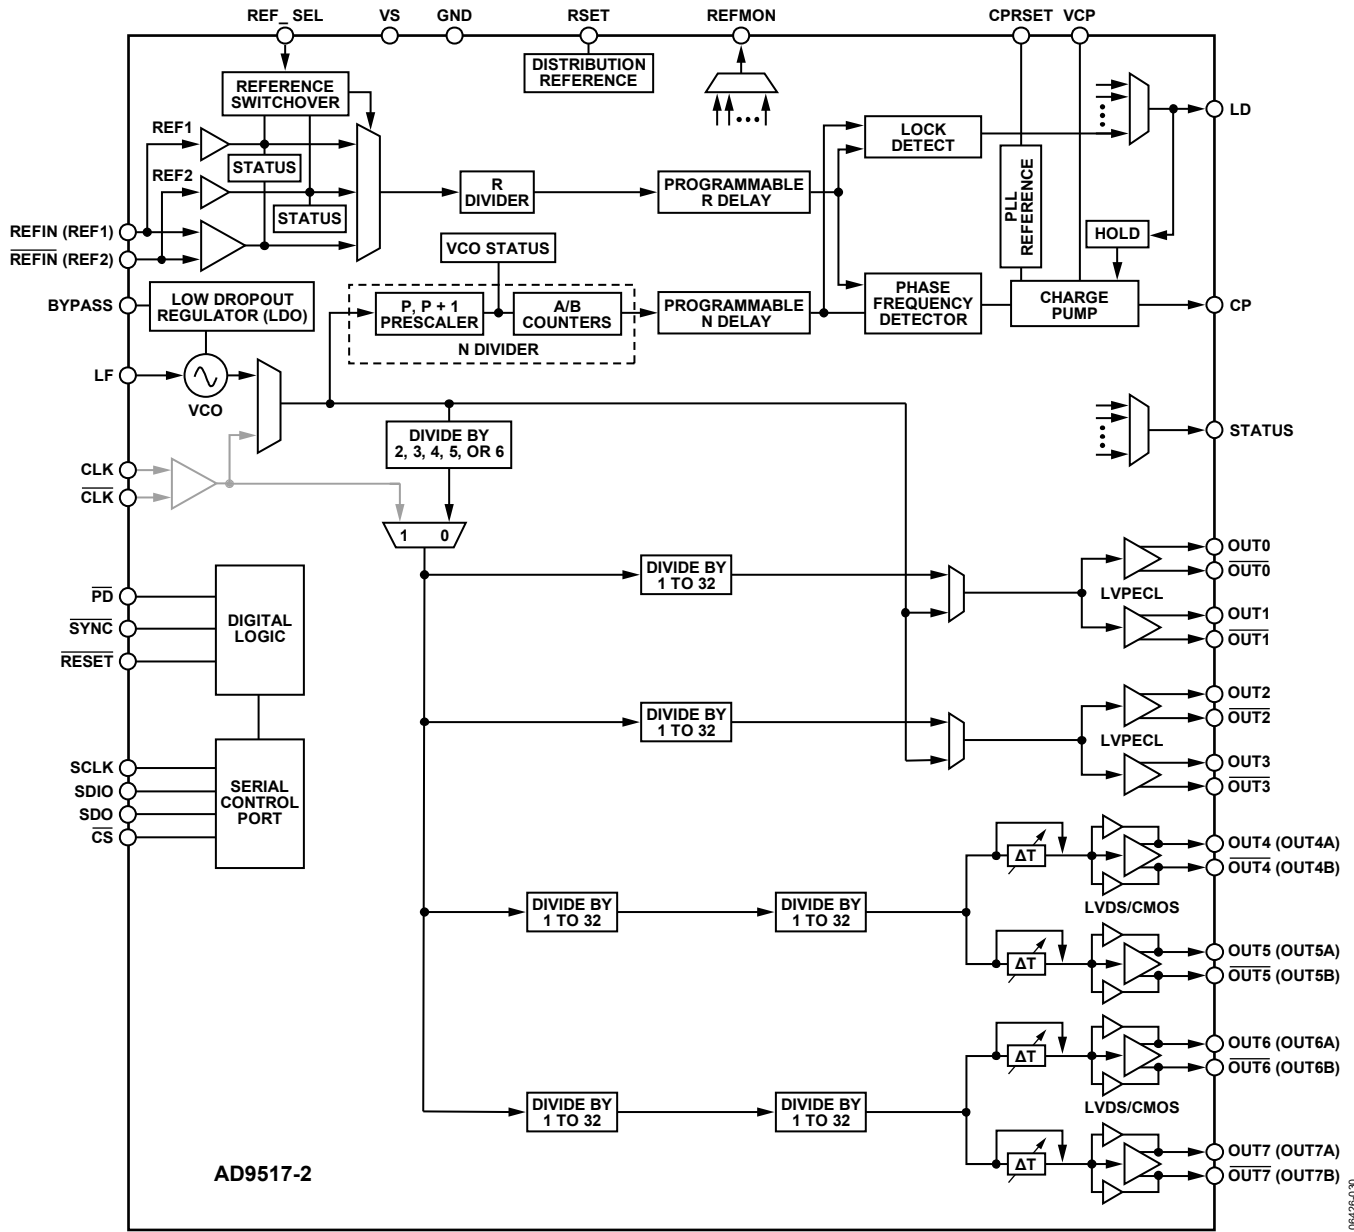 REF_ SEL
VS
GND
RSET
REFMON
CPRSET
VCP
DISTRIBUTION
REFERENCE
REFERENCE
SWITCHOVER
REF1
STATUS
REF2
STATUS
R
DIVIDER
PROGRAMMABLE
R DELAY
LOCK
DETECT
PLL
REFERENCE
LD
HOLD
REFIN (REF1)
REFIN (REF2)
VCO STATUS
BYPASS
LOW DROPOUT
REGULATOR (LDO)
P, P + 1
PRESCALER
A/B
COUNTERS
N DIVIDER
PROGRAMMABLE
N DELAY
PHASE
FREQUENCY
DETECTOR
CHARGE
PUMP
CP
LF
VCO
DIVIDE BY
2, 3, 4, 5, OR 6
STATUS
CLK
CLK
1 0
DIVIDE BY
1 TO 32
OUT0
OUT0
LVPECL
OUT1
OUT1
PD
SYNC
RESET
DIGITAL
LOGIC
DIVIDE BY
1 TO 32
OUT2
OUT2
LVPECL
OUT3
OUT3
SCLK
SDIO
SDO
CS
SERIAL
CONTROL
PORT
DIVIDE BY
1 TO 32
DIVIDE BY
1 TO 32
ΔT
OUT4 (OUT4A)
OUT4 (OUT4B)
LVDS/CMOS
ΔT
OUT5 (OUT5A)
OUT5 (OUT5B)
DIVIDE BY
1 TO 32
DIVIDE BY
1 TO 32
ΔT
OUT6 (OUT6A)
OUT6 (OUT6B)
LVDS/CMOS
ΔT
OUT7 (OUT7A)
OUT7 (OUT7B)
AD9517-2
06426-030